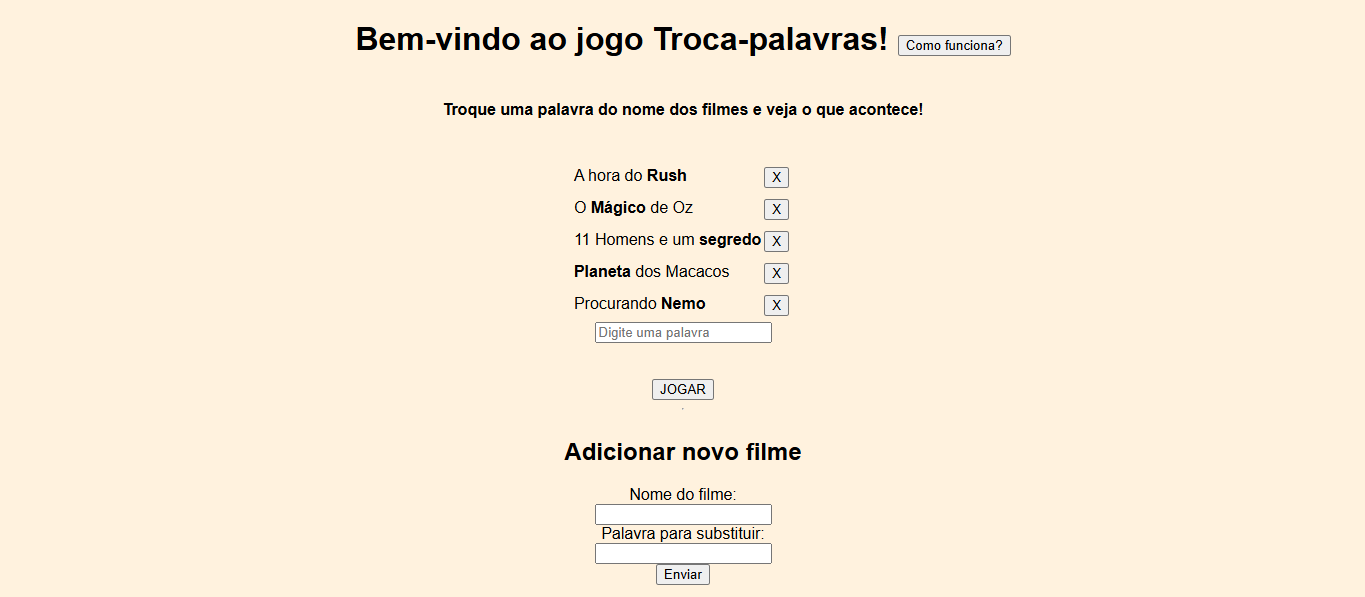 Bem-vindo ao jogo Troca-palavras! Como funciona?
Troque uma palavra do nome dos filmes e veja o que acontece!
A hora do Rush X
O Mágico de Oz X
11 Homens e um segredo X
Planeta dos Macacos X
Procurando Nemo X
Digite uma palavra
JOGAR
Adicionar novo filme
Nome do filme:
Palavra para substituir:
Enviar